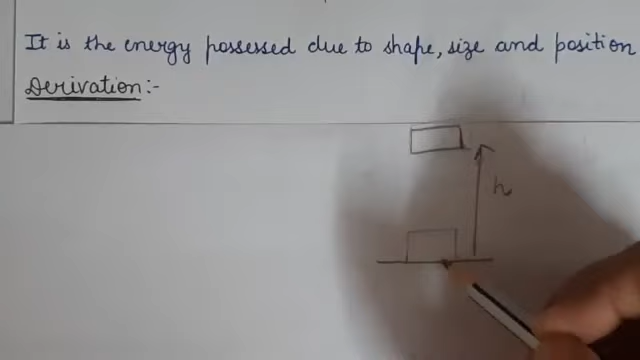 It is the energy possessed due to shape, size and position
Derivation:-
h